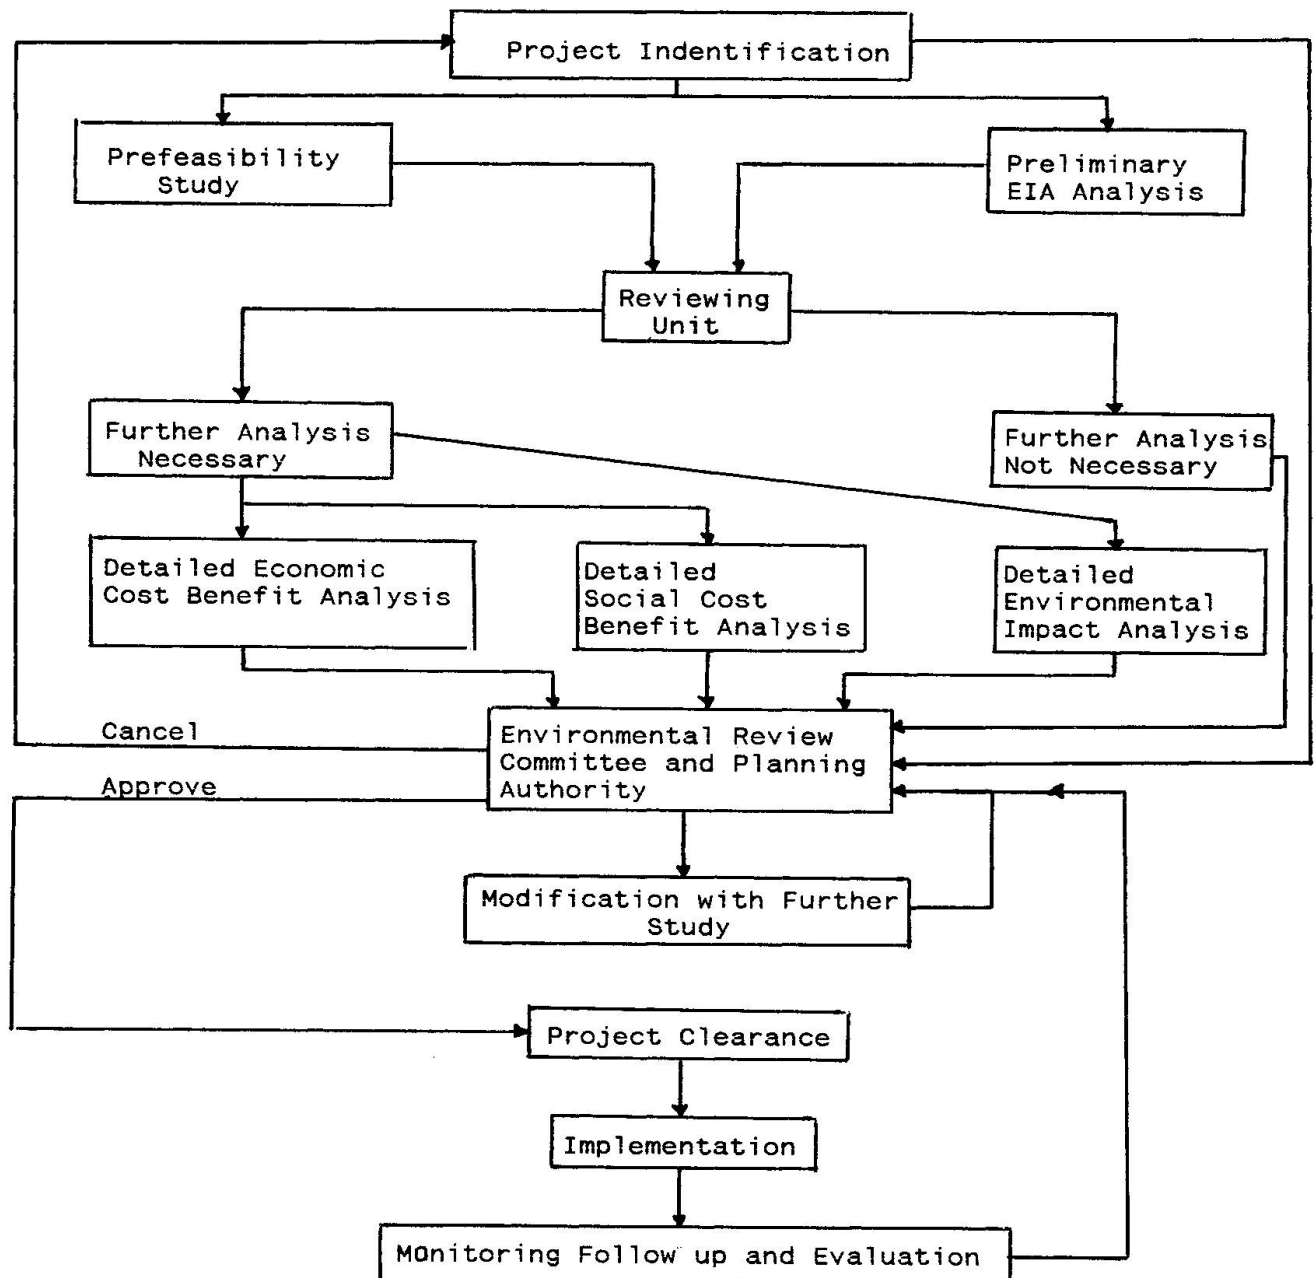 Project Indentification
Prefeasibility
Study
Preliminary
EIA Analysis
Reviewing
Unit
Further Analysis
Necessary
Further Analysis
Not Necessary
Detailed Economic
Cost Benefit Analysis
Detailed
Social Cost
Benefit Analysis
Detailed
Environmental
Impact Analysis
Cancel
Approve
Environmental Review
Committee and Planning
Authority
Modification with Further
Study
Project Clearance
Implementation
Monitoring Follow up and Evaluation